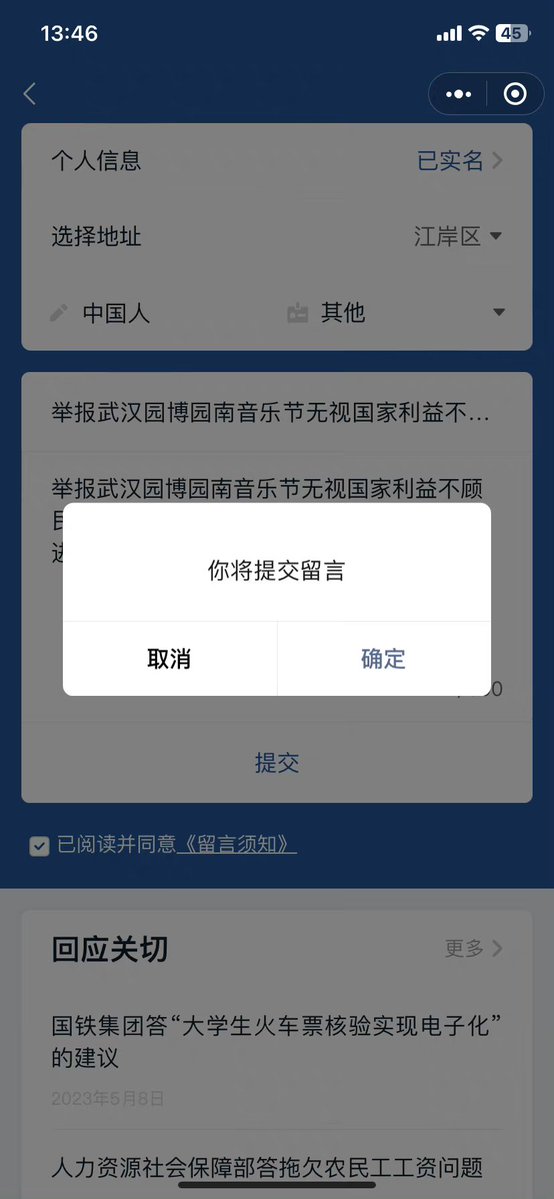 13:46
45
个人信息
已实名
选择地址
江岸区
中国人
其他
举报武汉园博园南音乐节无视国家利益不…
举报武汉园博园南音乐节无视国家利益不顾
你将提交留言
取消
确定
提交
已阅读并同意《留言须知》
回应关切
更多
国铁集团答“大学生火车票核验实现电子化”
的建议
2023年5月8日
人力资源社会保障部答拖欠农民工工资问题